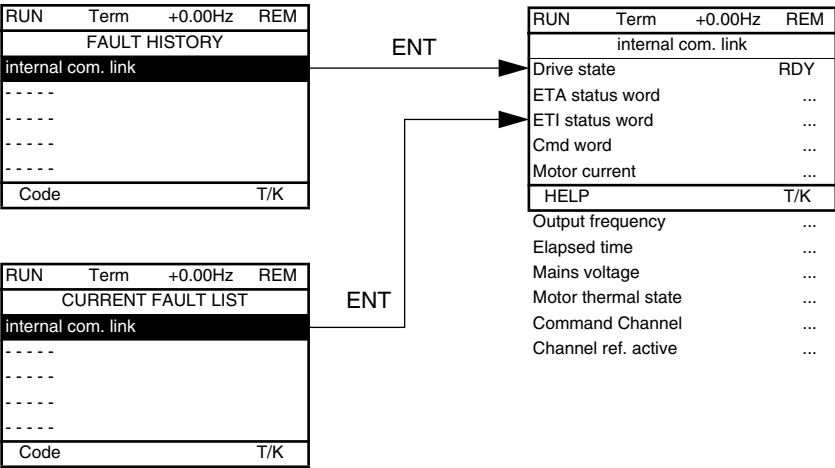 RUN Term +0.00Hz REM
FAULT HISTORY
internal com. link
- - - - -
- - - - -
- - - - -
- - - - -
Code T/K
ENT
RUN Term +0.00Hz REM
CURRENT FAULT LIST
internal com. link
- - - - -
- - - - -
- - - - -
- - - - -
Code T/K
ENT
RUN Term +0.00Hz REM
internal com. link
Drive state RDY
ETA status word ...
ETI status word ...
Cmd word ...
Motor current ...
HELP T/K
Output frequency ...
Elapsed time ...
Mains voltage ...
Motor thermal state ...
Command Channel ...
Channel ref. active ...